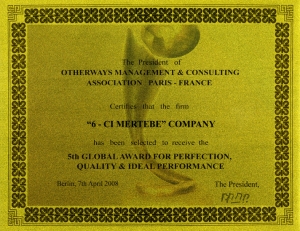 The President of
OTHERWAYS MANAGEMENT & CONSULTING
ASSOCIATION PARIS - FRANCE
Certifies that the firm
"6 - CI MERTEBE" COMPANY
has been selected to receive the
5th GLOBAL AWARD FOR PERFECTION,
QUALITY & IDEAL PERFORMANCE
Berlin, 7th April 2008 The President,